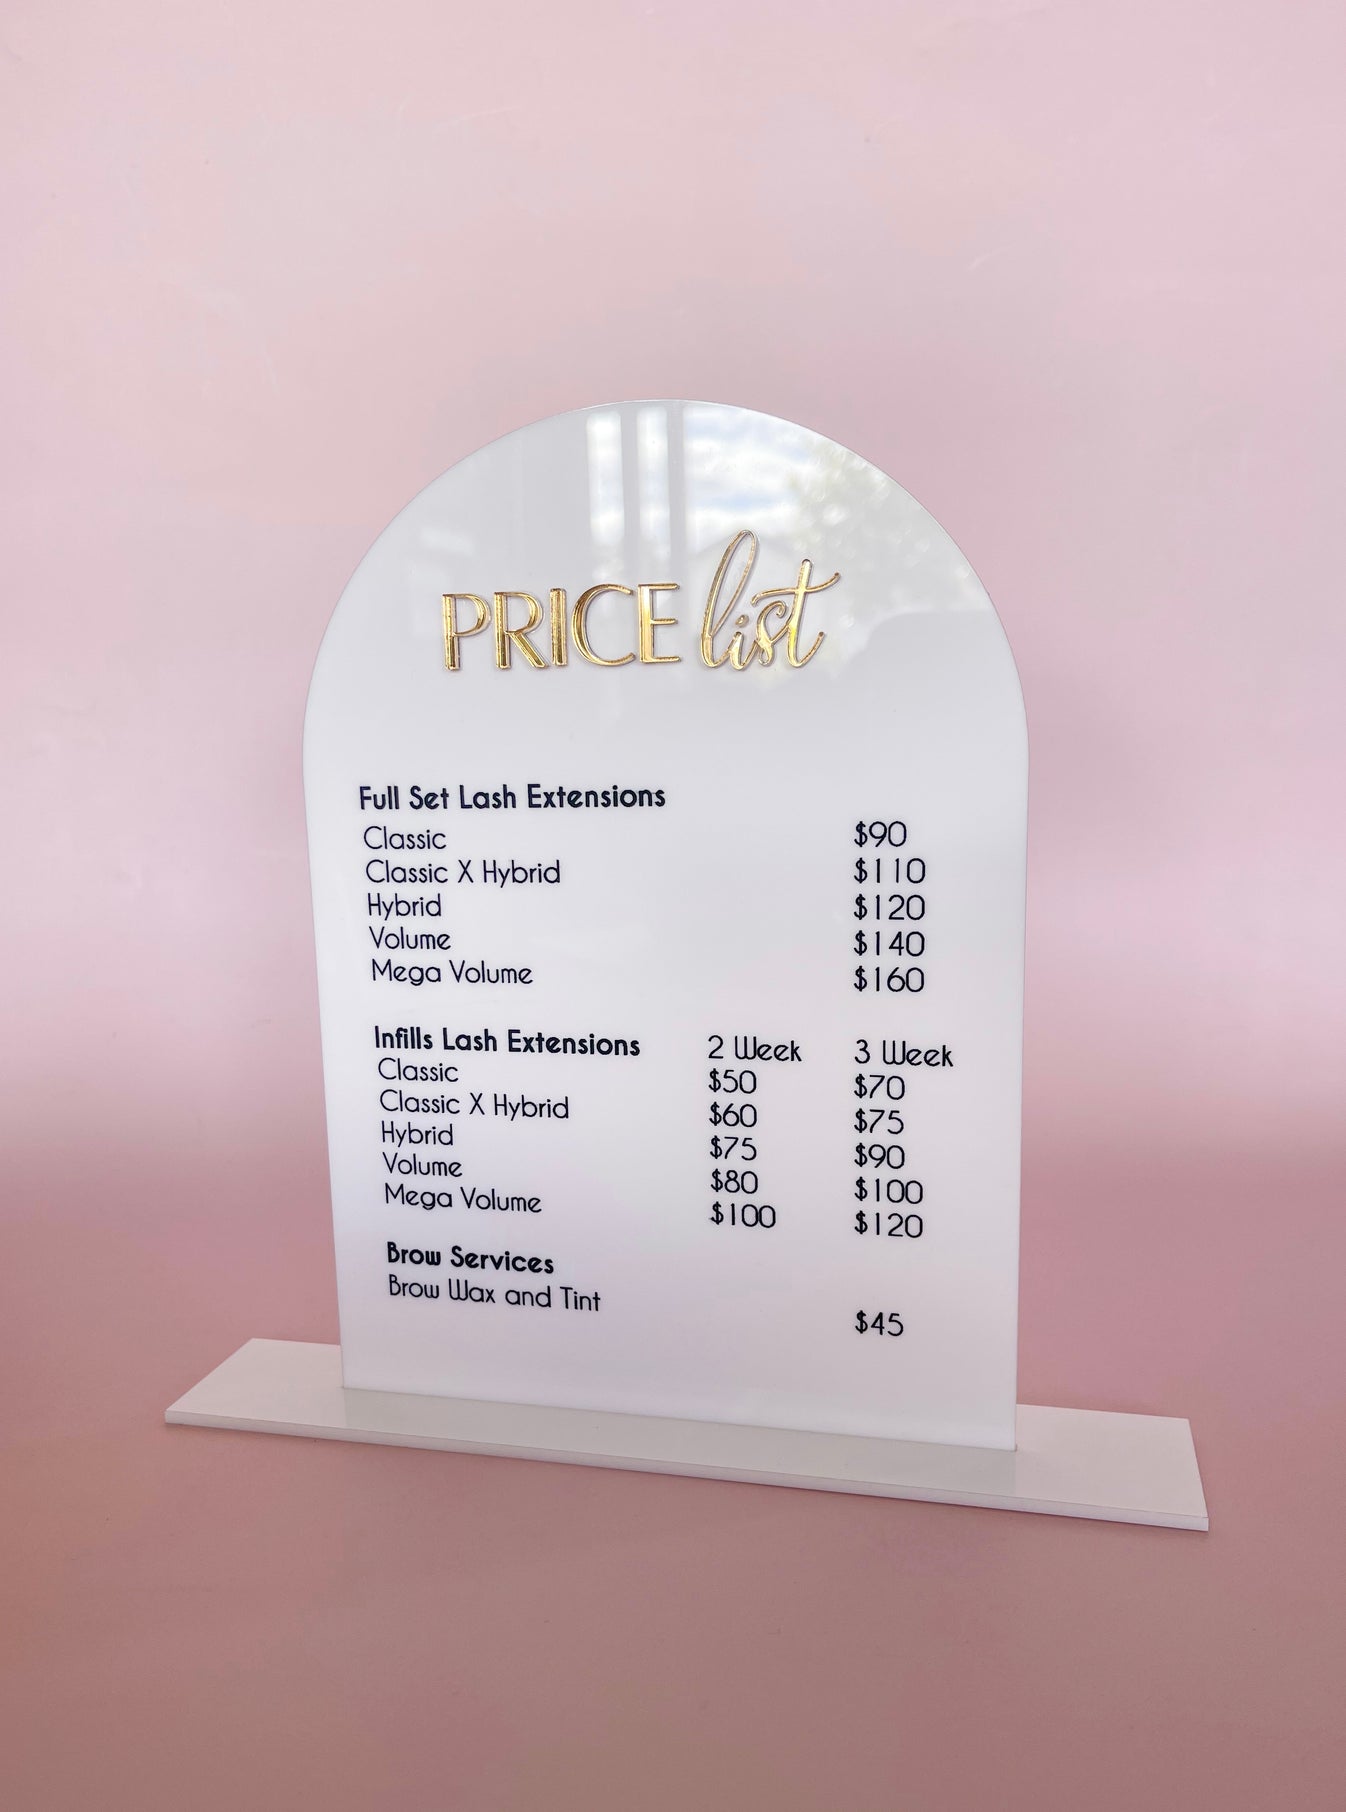 PRICE list
Full Set Lash Extensions
Classic $90
Classic X Hybrid $110
Hybrid $120
Volume $140
Mega Volume $160
Infills Lash Extensions 2 Week 3 Week
Classic $50 $70
Classic X Hybrid $60 $75
Hybrid $75 $90
Volume $80 $100
Mega Volume $100 $120
Brow Services
Brow Wax and Tint $45